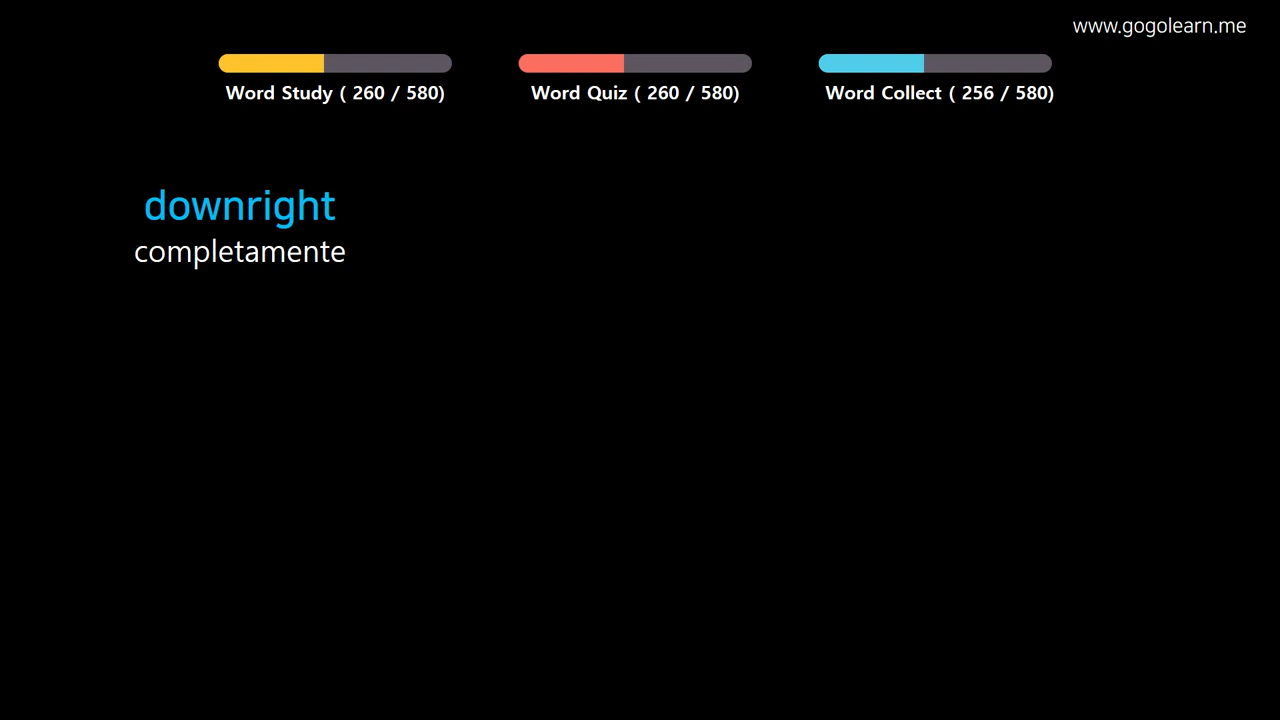 www.gogolearn.me
Word Study ( 260 / 580)
Word Quiz ( 260 / 580)
Word Collect ( 256 / 580)
downright
completamente